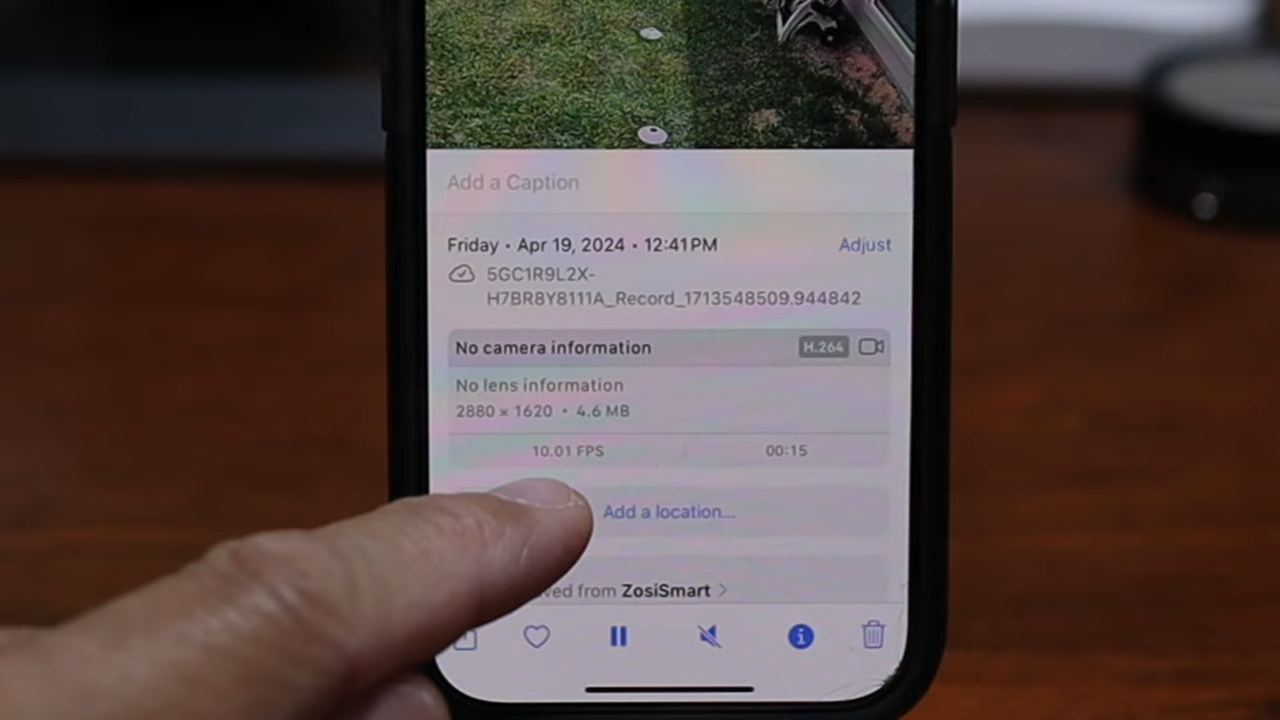 Add a Caption
Friday • Apr 19, 2024 • 12:41 PM Adjust
5GC1R9L2X-
H7BR8Y8111A_Record_1713548509.944842
No camera information H.264
No lens information
2880 × 1620 • 4.6 MB
10.01 FPS 00:15
Add a location...
from ZosiSmart